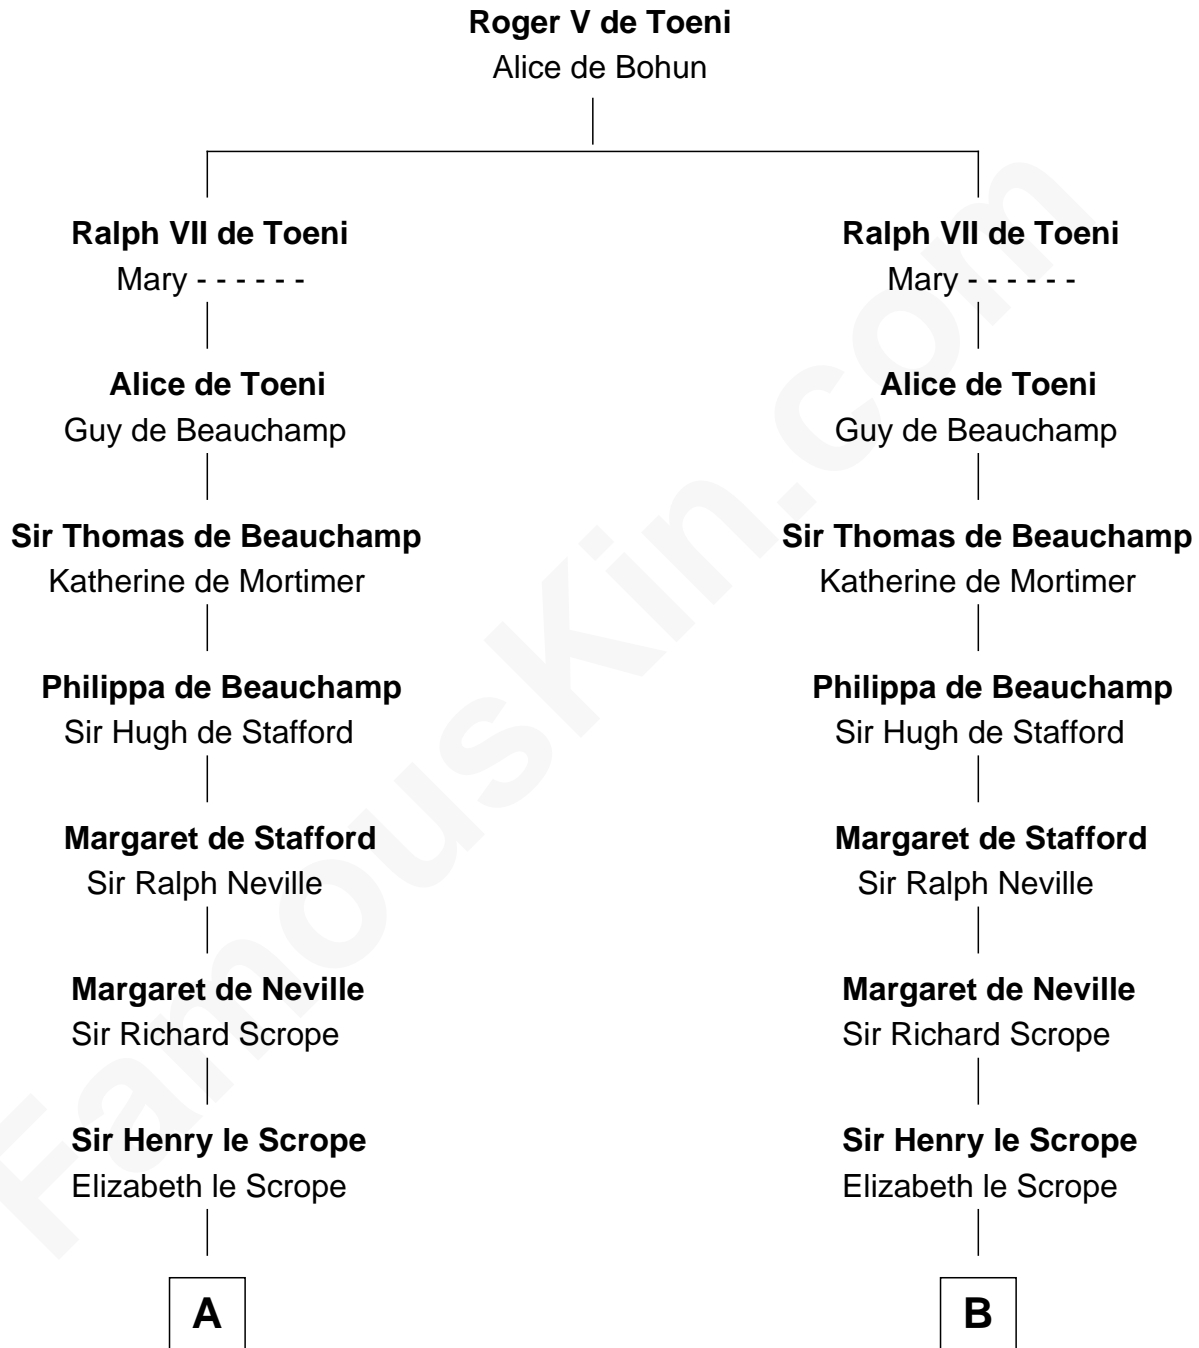 Roger V de Toeni
Alice de Bohun
Ralph VII de Toeni
Mary - - - - - -
Alice de Toeni
Guy de Beauchamp
Sir Thomas de Beauchamp
Katherine de Mortimer
Philippa de Beauchamp
Sir Hugh de Stafford
Margaret de Stafford
Sir Ralph Neville
Margaret de Neville
Sir Richard Scrope
Sir Henry le Scrope
Elizabeth le Scrope
A
Ralph VII de Toeni
Mary - - - - - -
Alice de Toeni
Guy de Beauchamp
Sir Thomas de Beauchamp
Katherine de Mortimer
Philippa de Beauchamp
Sir Hugh de Stafford
Margaret de Stafford
Sir Ralph Neville
Margaret de Neville
Sir Richard Scrope
Sir Henry le Scrope
Elizabeth le Scrope
B
FamousKin.com